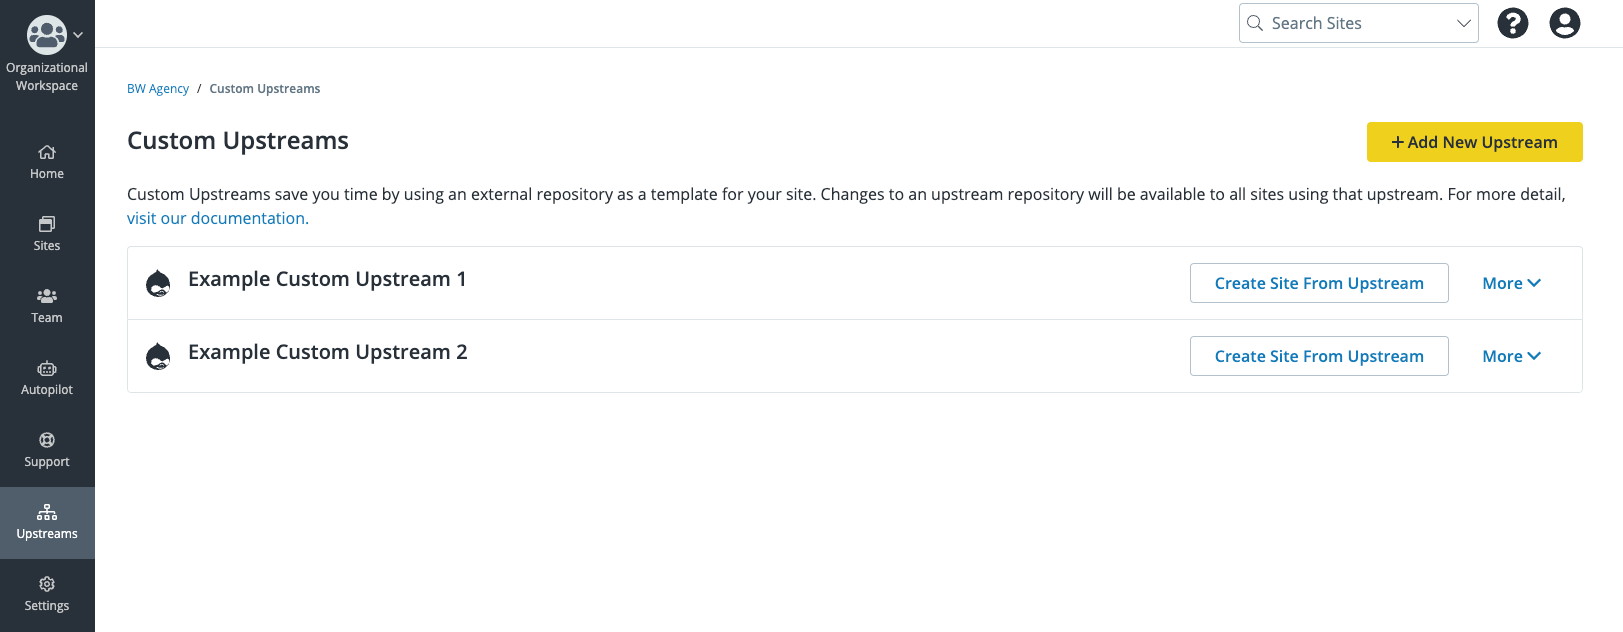 Organizational
Workspace
Home
Sites
Team
Autopilot
Support
Upstreams
Settings
Search Sites
BW Agency / Custom Upstreams
Custom Upstreams
+ Add New Upstream
Custom Upstreams save you time by using an external repository as a template for your site. Changes to an upstream repository will be available to all sites using that upstream. For more detail,
visit our documentation.
Example Custom Upstream 1
Create Site From Upstream
More
Example Custom Upstream 2
Create Site From Upstream
More